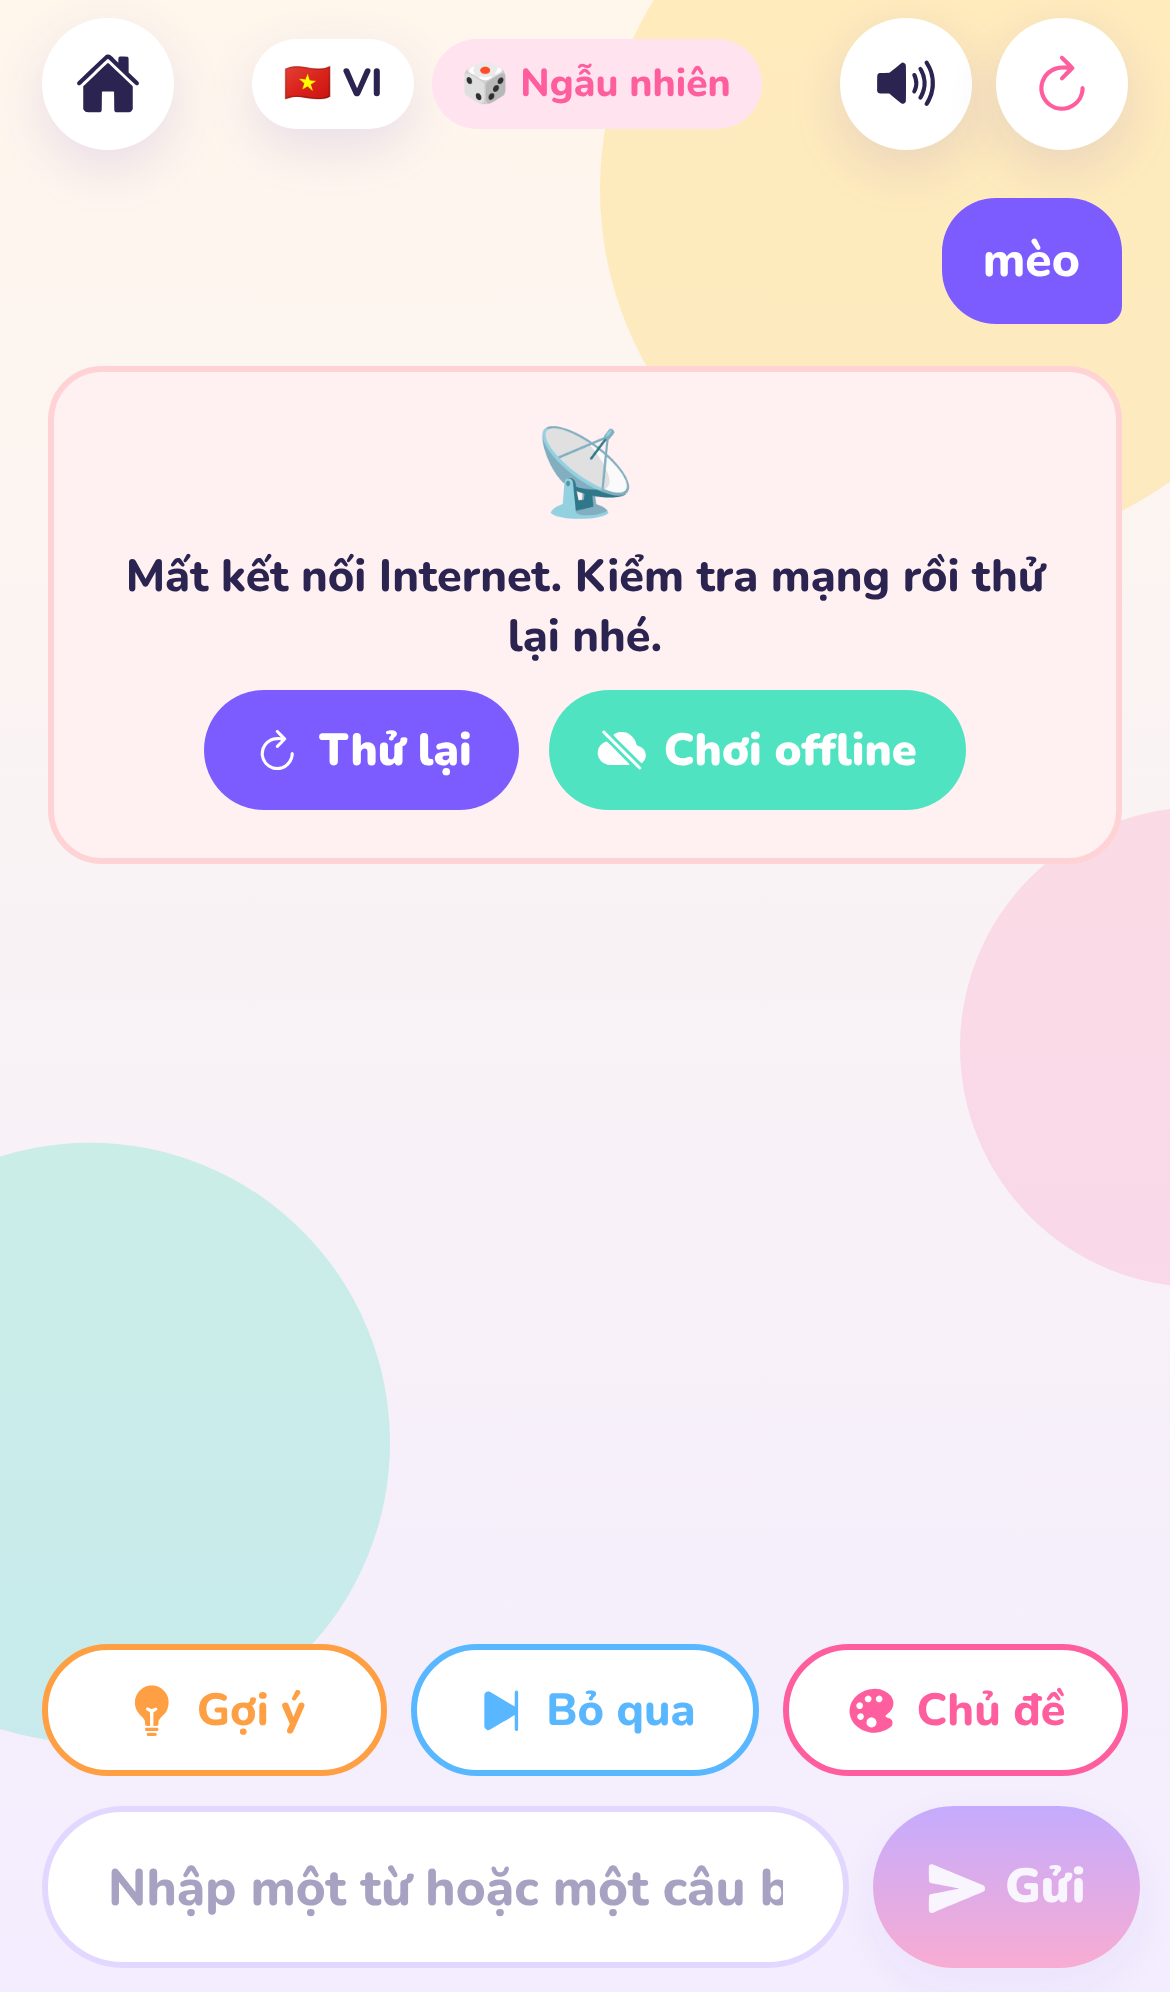 VI
Ngẫu nhiên
mèo
Mất kết nối Internet. Kiểm tra mạng rồi thử
lại nhé.
Thử lại
Chơi offline
Gợi ý
Bỏ qua
Chủ đề
Nhập một từ hoặc một câu b
Gửi